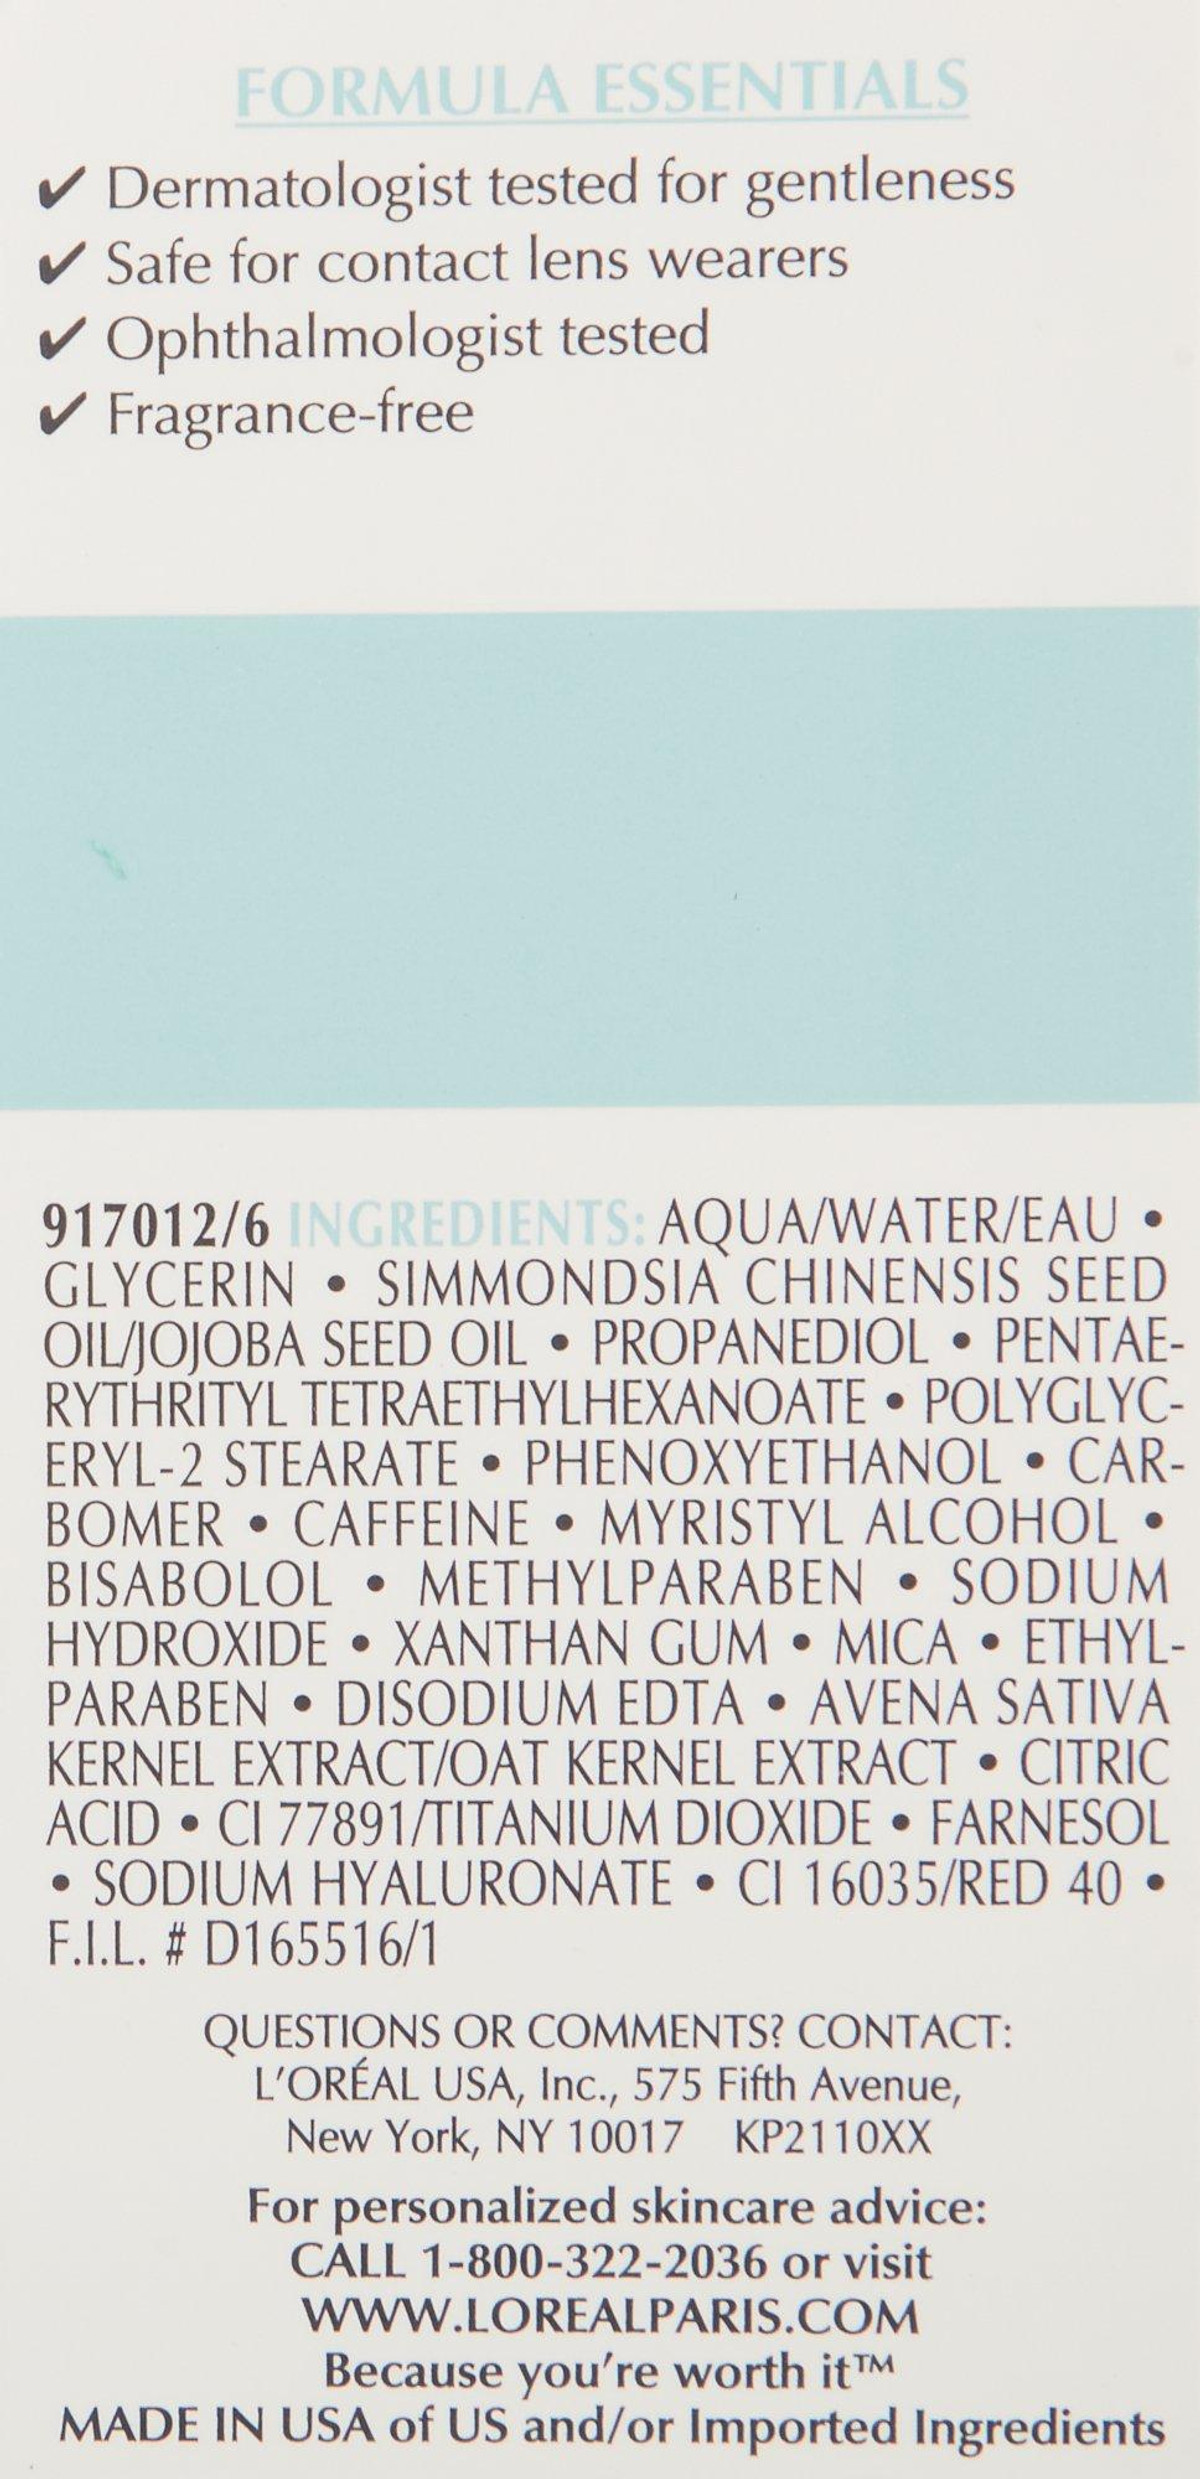 FORMULA ESSENTIALS
✔ Dermatologist tested for gentleness
✔ Safe for contact lens wearers
✔ Ophthalmologist tested
✔ Fragrance-free
917012/6 INGREDIENTS: AQUA/WATER/EAU •
GLYCERIN • SIMMONDSIA CHINENSIS SEED
OIL/JOJOBA SEED OIL • PROPANEDIOL • PENTAE-
RYTHRITYL TETRAETHYLHEXANOATE • POLYGLYC-
ERYL-2 STEARATE • PHENOXYETHANOL • CAR-
BOMER • CAFFEINE • MYRISTYL ALCOHOL •
BISABOLOL • METHYLPARABEN • SODIUM
HYDROXIDE • XANTHAN GUM • MICA • ETHYL-
PARABEN • DISODIUM EDTA • AVENA SATIVA
KERNEL EXTRACT/OAT KERNEL EXTRACT • CITRIC
ACID • CI 77891/TITANIUM DIOXIDE • FARNESOL
• SODIUM HYALURONATE • CI 16035/RED 40 •
F.I.L. # D165516/1
QUESTIONS OR COMMENTS? CONTACT:
L'ORÉAL USA, Inc., 575 Fifth Avenue,
New York, NY 10017 KP2110XX
For personalized skincare advice:
CALL 1-800-322-2036 or visit
WWW.LOREALPARIS.COM
Because you're worth it™
MADE IN USA of US and/or Imported Ingredients